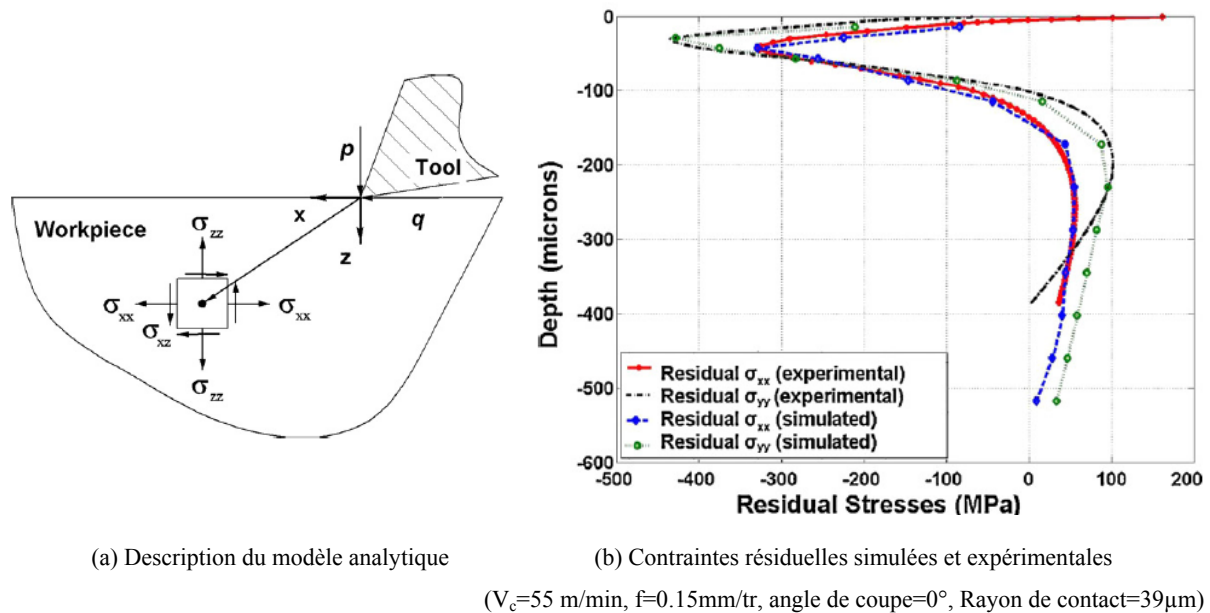 p
Tool
x
q
Workpiece
z
σzz
σxx
σxx
σxz
σzz
0
-100
-200
-300
-400
-500
-600
Depth (microns)
Residual σxx (experimental)
Residual σyy (experimental)
Residual σxx (simulated)
Residual σyy (simulated)
-500 -400 -300 -200 -100 0 100 200
Residual Stresses (MPa)
(a) Description du modèle analytique
(b) Contraintes résiduelles simulées et expérimentales
(Vc=55 m/min, f=0.15mm/tr, angle de coupe=0°, Rayon de contact=39μm)